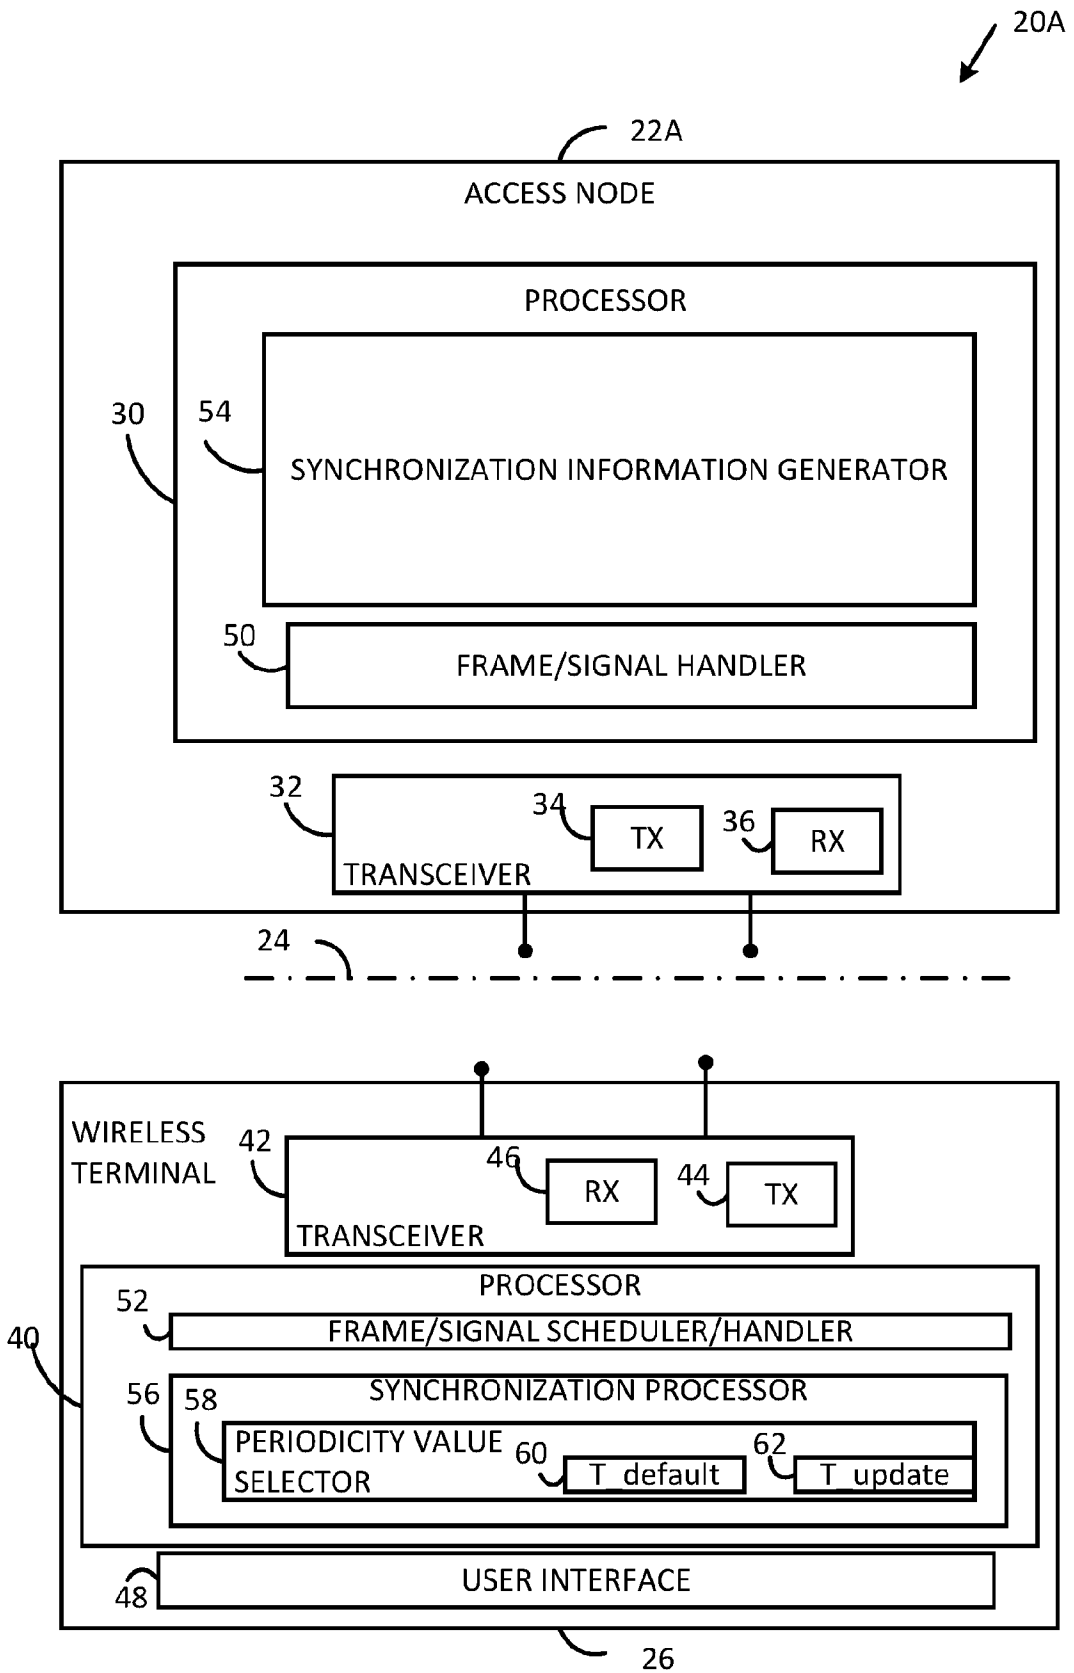 20A
22A
ACCESS NODE
PROCESSOR
30
54
SYNCHRONIZATION INFORMATION GENERATOR
50
FRAME/SIGNAL HANDLER
32
34
TX
36
RX
TRANSCEIVER
24
WIRELESS
TERMINAL
42
46
RX
44
TX
TRANSCEIVER
PROCESSOR
52
FRAME/SIGNAL SCHEDULER/HANDLER
40
56
SYNCHRONIZATION PROCESSOR
58
PERIODICITY VALUE
SELECTOR
60
T_default
62
T_update
48
USER INTERFACE
26